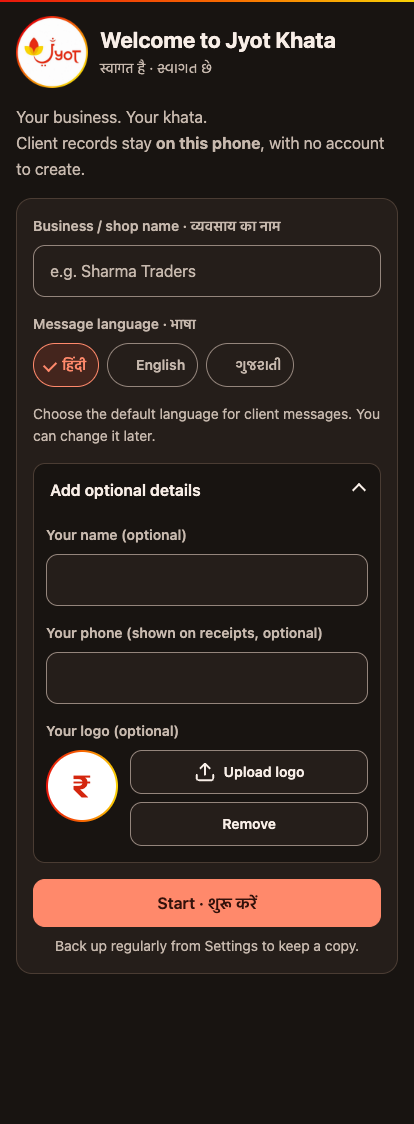 Jyot
Welcome to Jyot Khata
स्वागत है · સ્વાગત છે
Your business. Your khata.
Client records stay on this phone, with no account
to create.
Business / shop name · व्यवसाय का नाम
e.g. Sharma Traders
Message language · भाषा
हिंदी
English
ગુજરાતી
Choose the default language for client messages. You
can change it later.
Add optional details
Your name (optional)
Your phone (shown on receipts, optional)
Your logo (optional)
₹
Upload logo
Remove
Start · शुरू करें
Back up regularly from Settings to keep a copy.